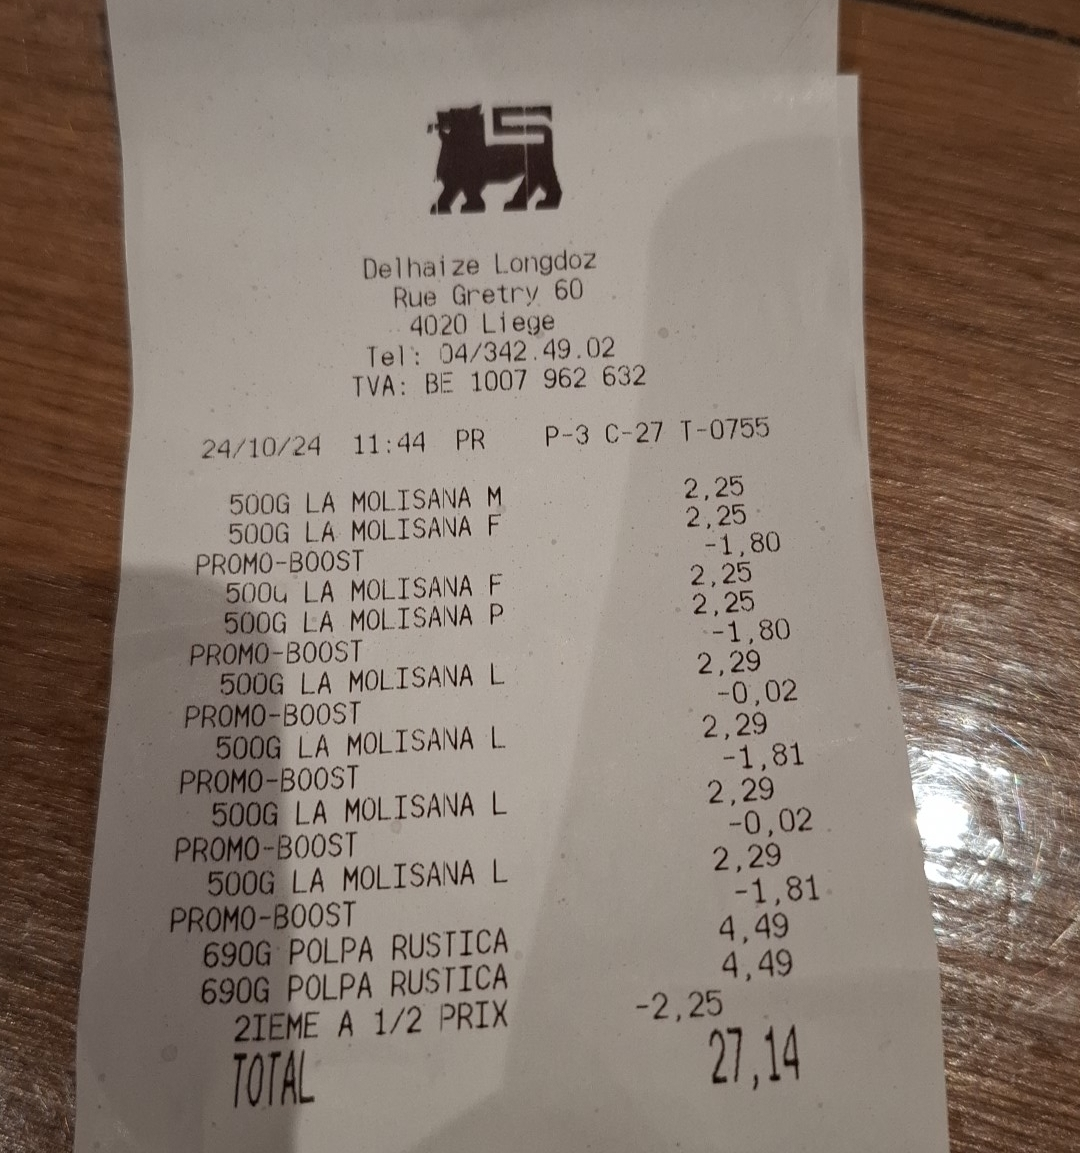 Delhaize Longdoz
Rue Gretry 60
4020 Liege
Tel: 04/342.49.02
TVA: BE 1007 962 632
24/10/24 11:44 PR P-3 C-27 T-0755
500G LA MOLISANA M 2,25
500G LA MOLISANA F 2,25
PROMO-BOOST -1,80
500G LA MOLISANA F 2,25
500G LA MOLISANA P 2,25
PROMO-BOOST -1,80
500G LA MOLISANA L 2,29
PROMO-BOOST -0,02
500G LA MOLISANA L 2,29
PROMO-BOOST -1,81
500G LA MOLISANA L 2,29
PROMO-BOOST -0,02
500G LA MOLISANA L 2,29
PROMO-BOOST -1,81
690G POLPA RUSTICA 4,49
690G POLPA RUSTICA 4,49
2IEME A 1/2 PRIX -2,25
TOTAL 27,14